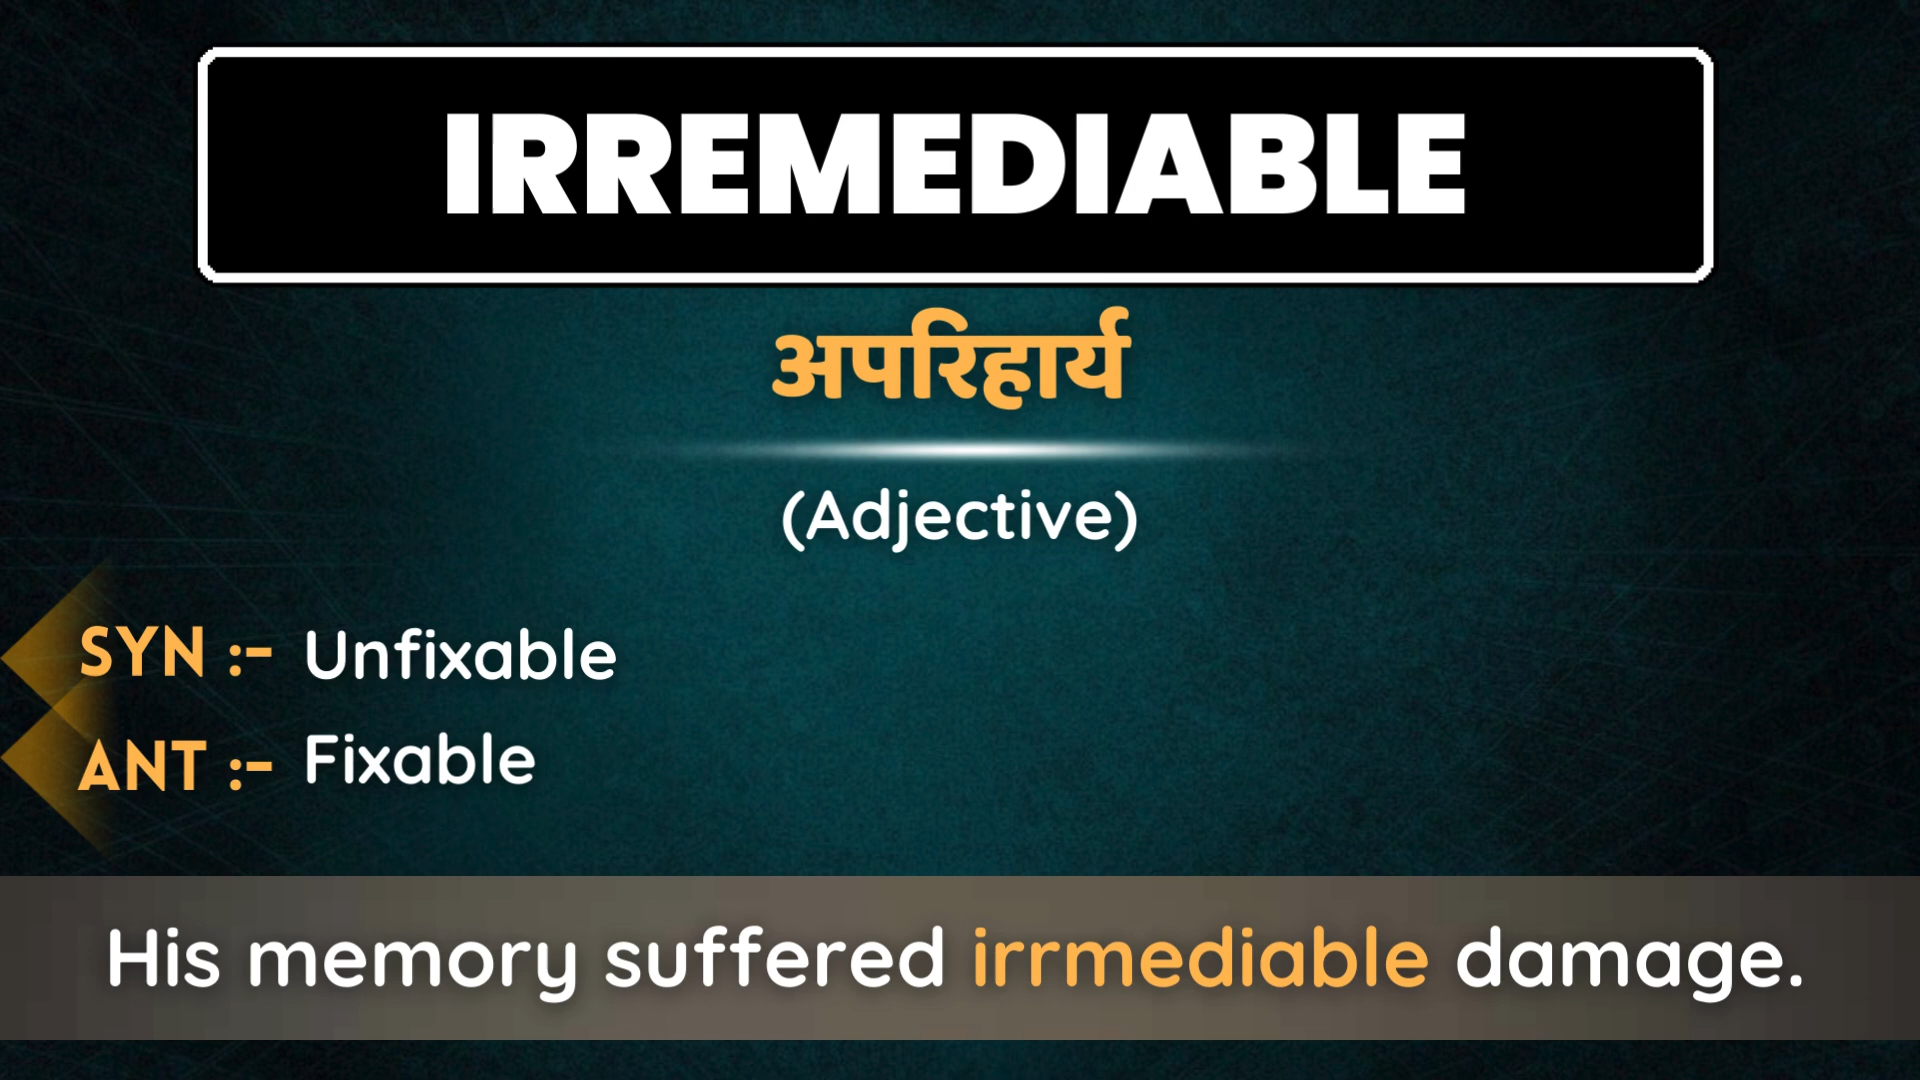 IRREMEDIABLE
अपरिहार्य
(Adjective)
SYN :- Unfixable
ANT :- Fixable
His memory suffered irrmediable damage.